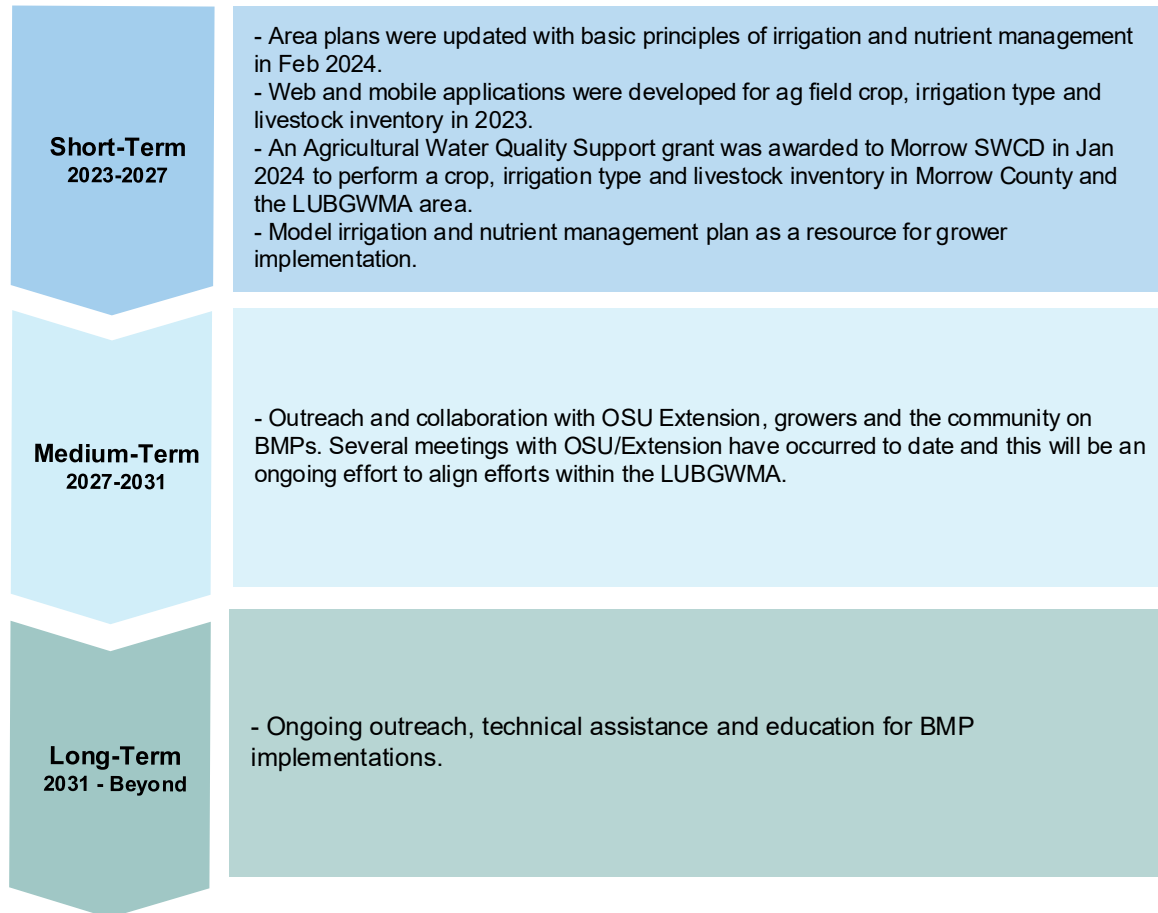 Short-Term
2023-2027
- Area plans were updated with basic principles of irrigation and nutrient management
in Feb 2024.
- Web and mobile applications were developed for ag field crop, irrigation type and
livestock inventory in 2023.
- An Agricultural Water Quality Support grant was awarded to Morrow SWCD in Jan
2024 to perform a crop, irrigation type and livestock inventory in Morrow County and
the LUBGWMA area.
- Model irrigation and nutrient management plan as a resource for grower
implementation.
Medium-Term
2027-2031
- Outreach and collaboration with OSU Extension, growers and the community on
BMPs. Several meetings with OSU/Extension have occurred to date and this will be an
ongoing effort to align efforts within the LUBGWMA.
Long-Term
2031 - Beyond
- Ongoing outreach, technical assistance and education for BMP
implementations.